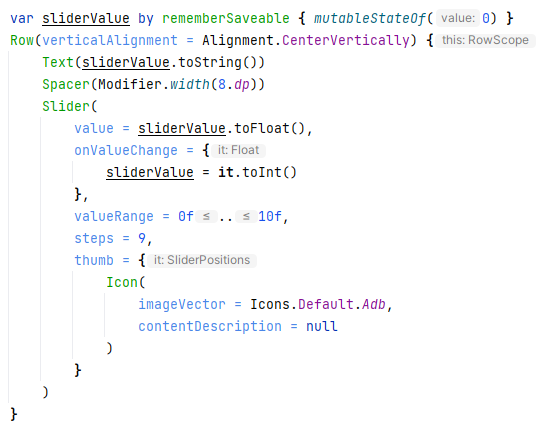 var sliderValue by rememberSaveable { mutableStateOf( value: 0) }
Row(verticalAlignment = Alignment.CenterVertically) { this: RowScope
    Text(sliderValue.toString())
    Spacer(Modifier.width(8.dp))
    Slider(
        value = sliderValue.toFloat(),
        onValueChange = { it: Float
            sliderValue = it.toInt()
        },
        valueRange = 0f ≤ .. ≤ 10f,
        steps = 9,
        thumb = { it: SliderPositions
            Icon(
                imageVector = Icons.Default.Adb,
                contentDescription = null
            )
        }
    )
}